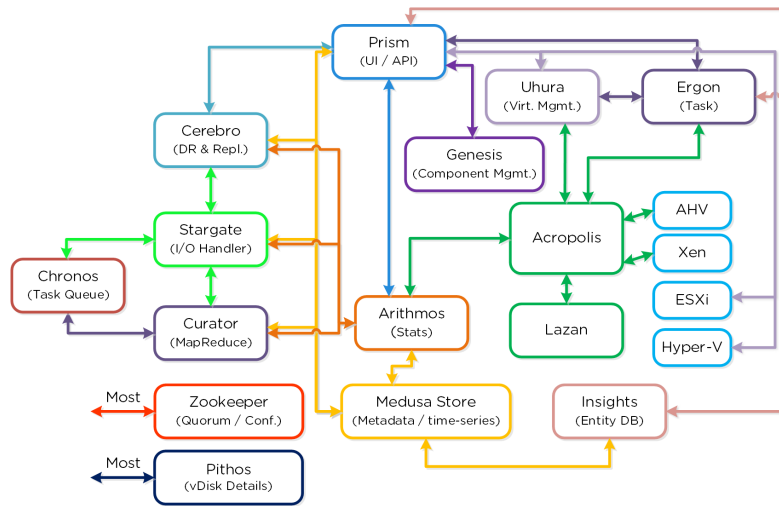 Prism
(UI / API)
Uhura
(Virt. Mgmt.)
Ergon
(Task)
Cerebro
(DR & Repl.)
Genesis
(Component Mgmt.)
Stargate
(I/O Handler)
Acropolis
AHV
Xen
Chronos
(Task Queue)
ESXi
Curator
(MapReduce)
Arithmos
(Stats)
Lazan
Hyper-V
Most
Zookeeper
(Quorum / Conf.)
Medusa Store
(Metadata / time-series)
Insights
(Entity DB)
Most
Pithos
(vDisk Details)